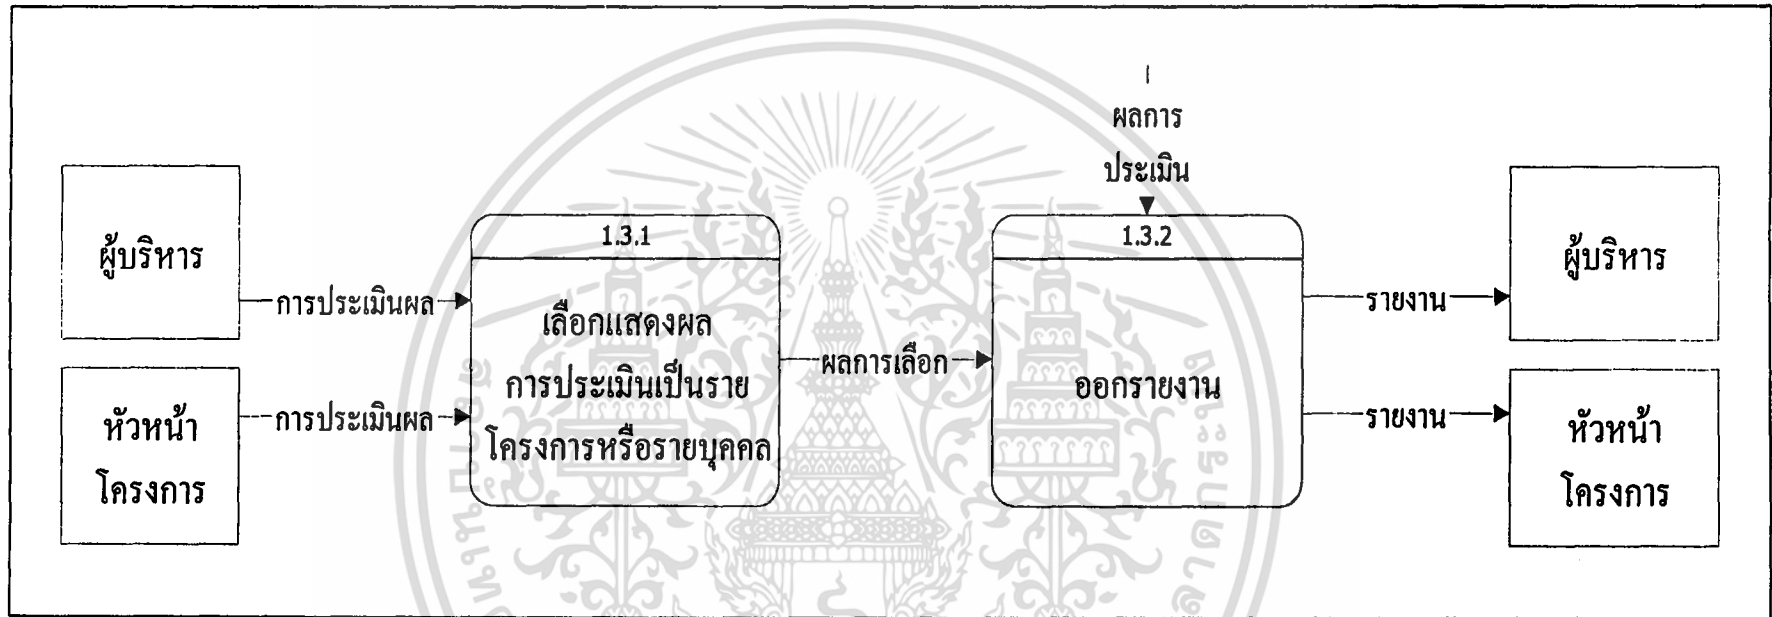 ผลการ
ประเมิน
ผู้บริหาร
การประเมินผล
หัวหน้า
โครงการ
การประเมินผล
1.3.1
เลือกแสดงผล
การประเมินเป็นราย
โครงการหรือรายบุคคล
ผลการเลือก
1.3.2
ออกรายงาน
รายงาน
ผู้บริหาร
รายงาน
หัวหน้า
โครงการ